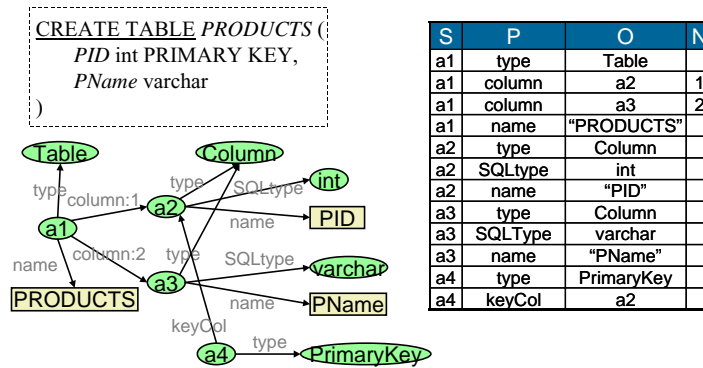 CREATE TABLE PRODUCTS (
PID int PRIMARY KEY,
PName varchar
)
Table
Column
type
column:1
type
SQLtype
int
a2
name
PID
a1
column:2
type
SQLtype
varchar
name
a3
name
PName
PRODUCTS
keyCol
a4
type
PrimaryKey
S P O N
a1 type Table
a1 column a2 1
a1 column a3 2
a1 name “PRODUCTS”
a2 type Column
a2 SQLtype int
a2 name “PID”
a3 type Column
a3 SQLType varchar
a3 name “PName”
a4 type PrimaryKey
a4 keyCol a2